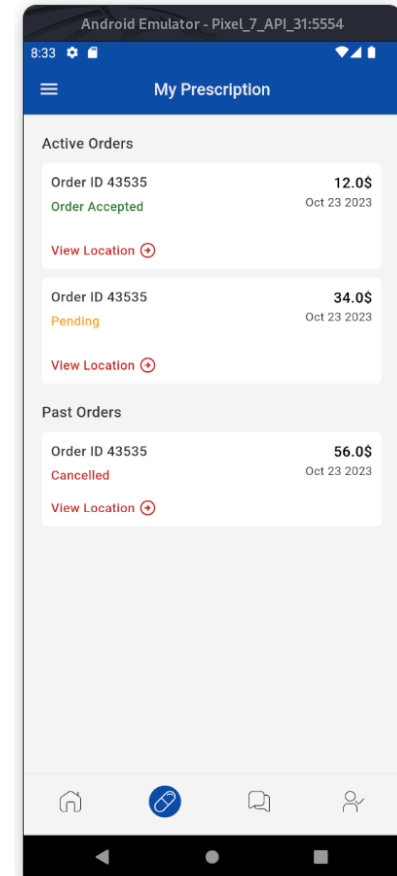 Android Emulator - Pixel_7_API_31:5554
8:33
My Prescription
Active Orders
Order ID 43535
12.0$
Order Accepted
Oct 23 2023
View Location
Order ID 43535
34.0$
Pending
Oct 23 2023
View Location
Past Orders
Order ID 43535
56.0$
Cancelled
Oct 23 2023
View Location